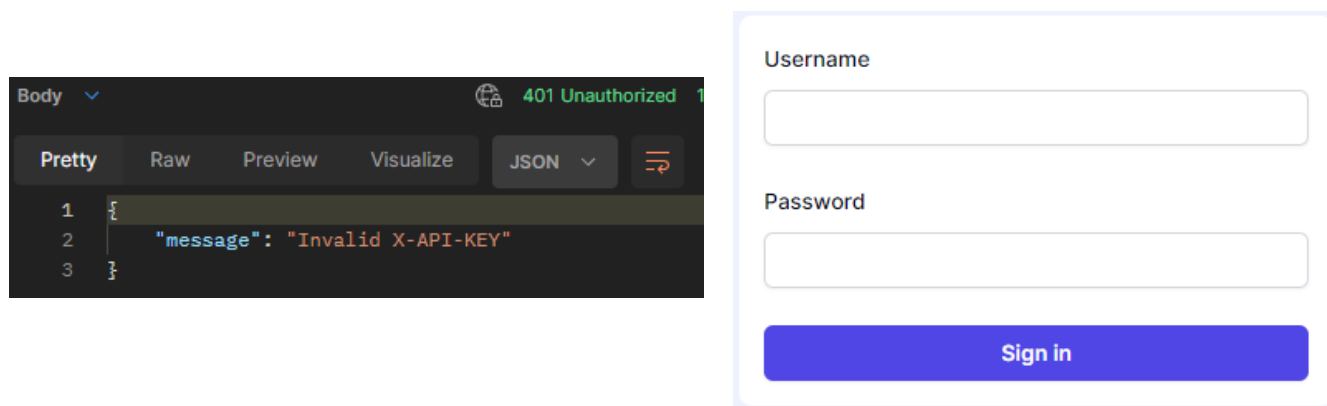 Body 401 Unauthorized 1
Pretty Raw Preview Visualize JSON
1 {
2 "message": "Invalid X-API-KEY"
3 }
Username
Password
Sign in